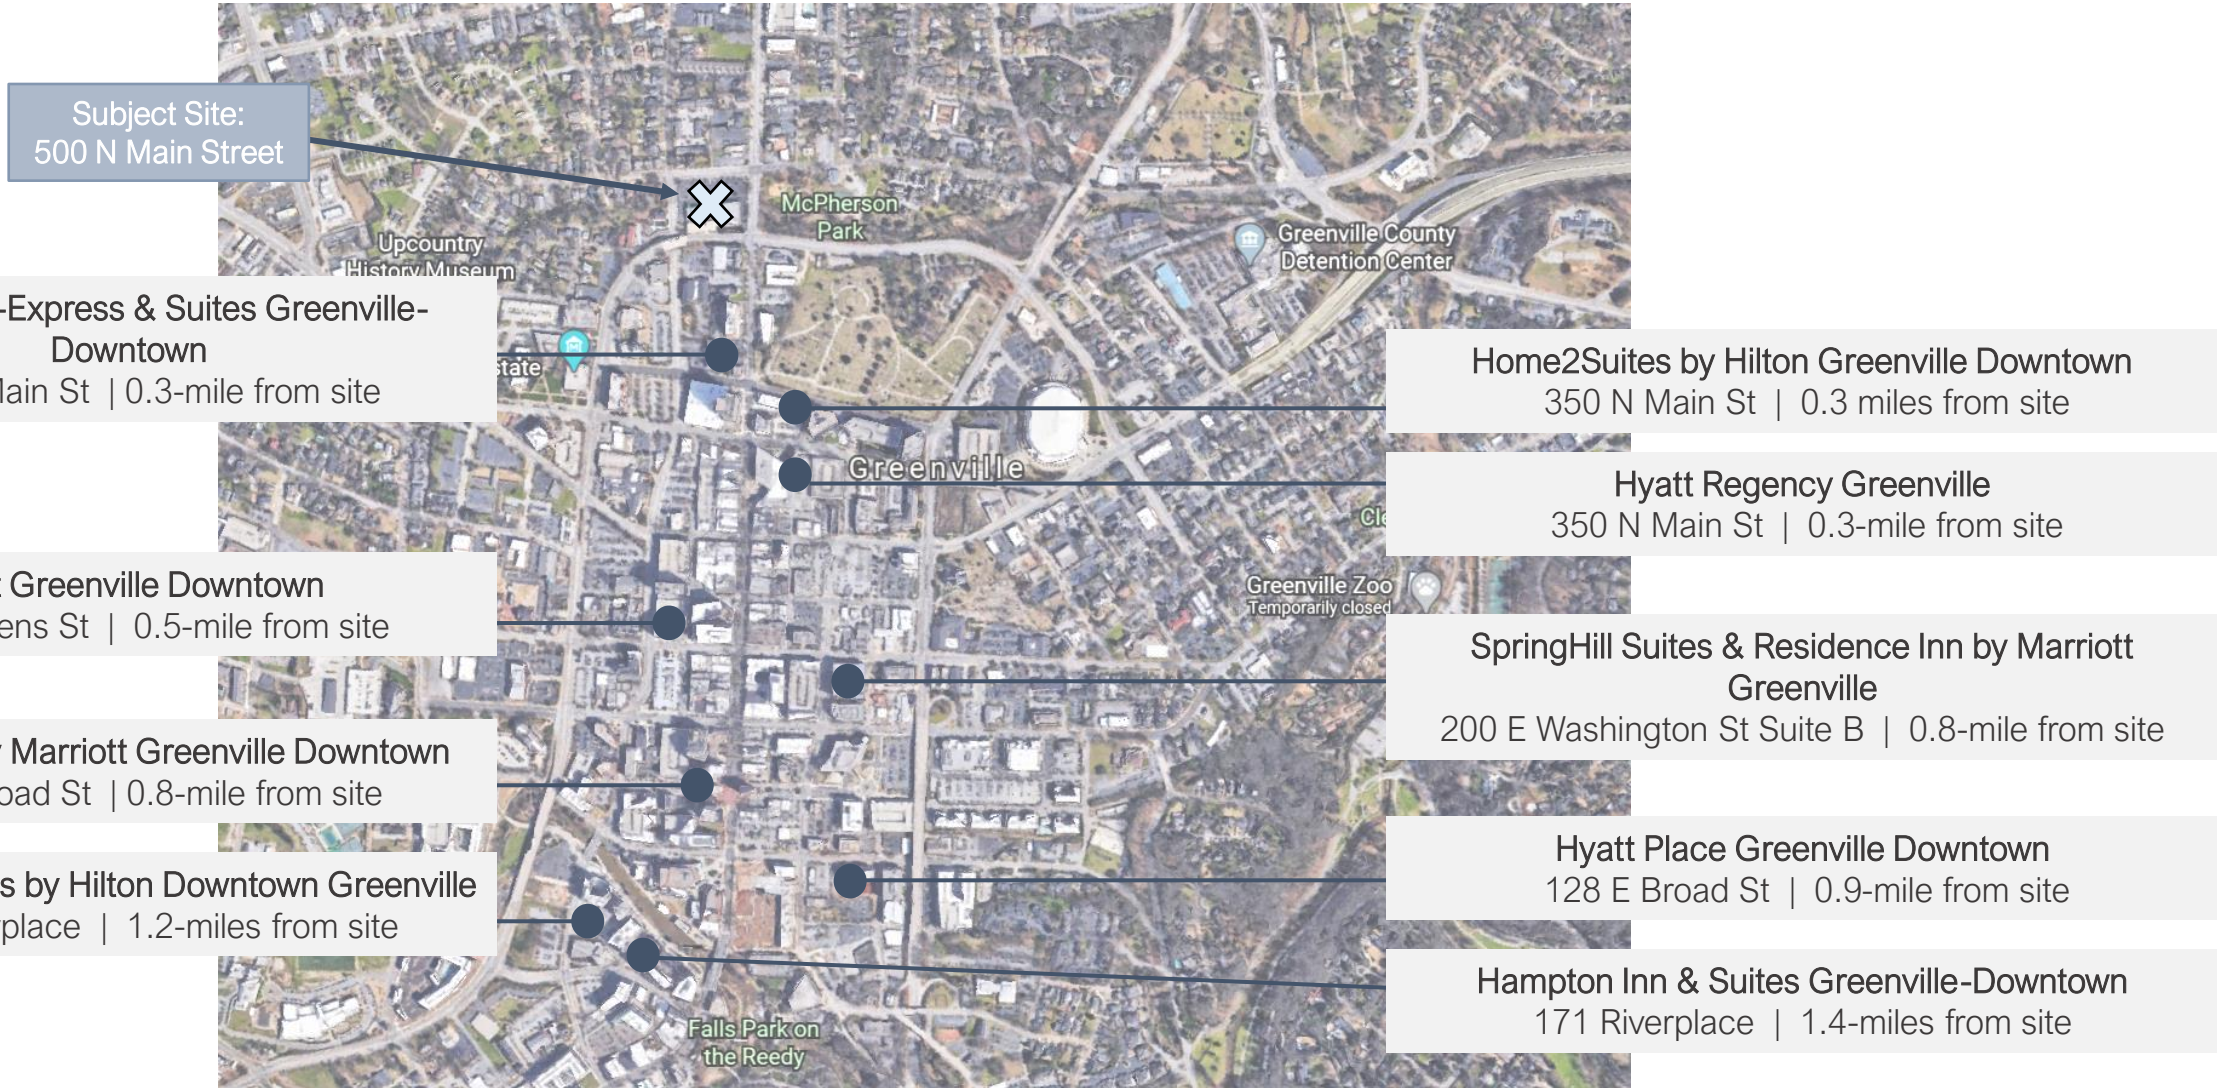 Subject Site:
500 N Main Street
McPherson
Park
Upcountry
History Museum
Greenville County
Detention Center
-Express & Suites Greenville-
Downtown
Main St | 0.3-mile from site
state
Home2Suites by Hilton Greenville Downtown
350 N Main St | 0.3 miles from site
Greenville
Hyatt Regency Greenville
350 N Main St | 0.3-mile from site
Cle
Greenville Downtown
ens St | 0.5-mile from site
Greenville Zoo
Temporarily closed
SpringHill Suites & Residence Inn by Marriott
Greenville
200 E Washington St Suite B | 0.8-mile from site
Marriott Greenville Downtown
oad St | 0.8-mile from site
Hyatt Place Greenville Downtown
128 E Broad St | 0.9-mile from site
s by Hilton Downtown Greenville
place | 1.2-miles from site
Hampton Inn & Suites Greenville-Downtown
171 Riverplace | 1.4-miles from site
Falls Park on
the Reedy